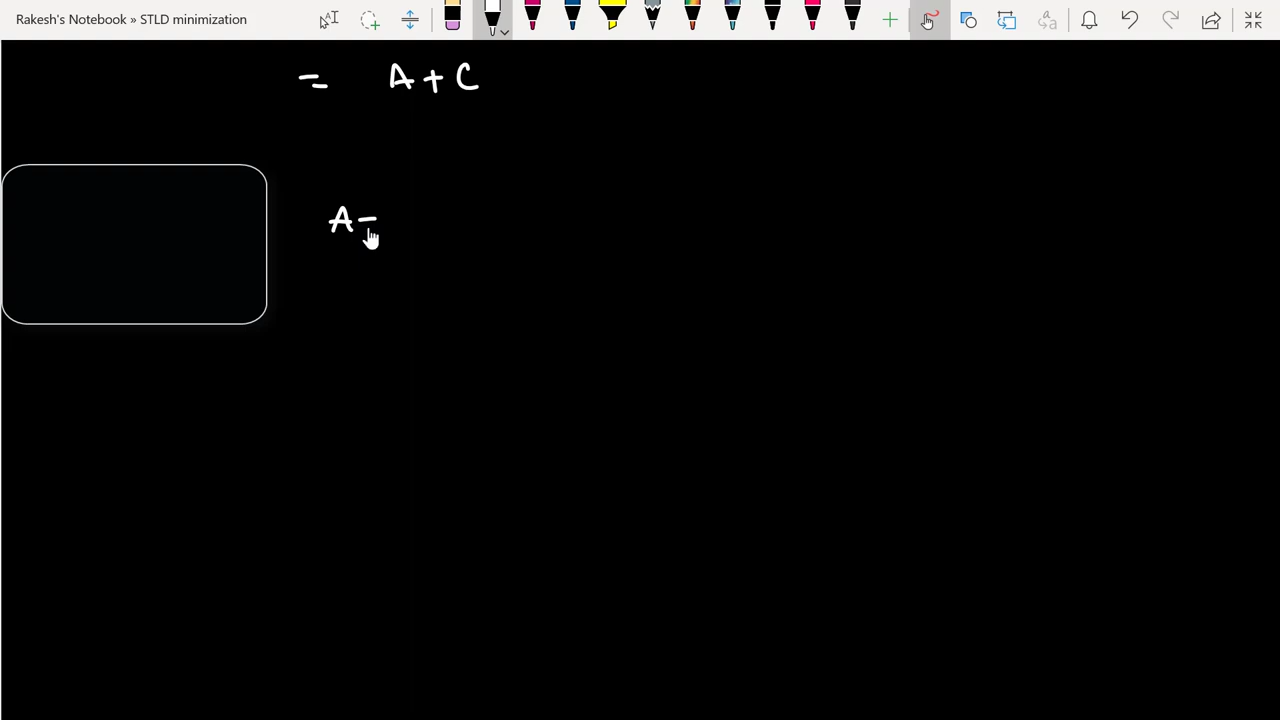 Rakesh's Notebook » STLD minimization
= A + C
A -